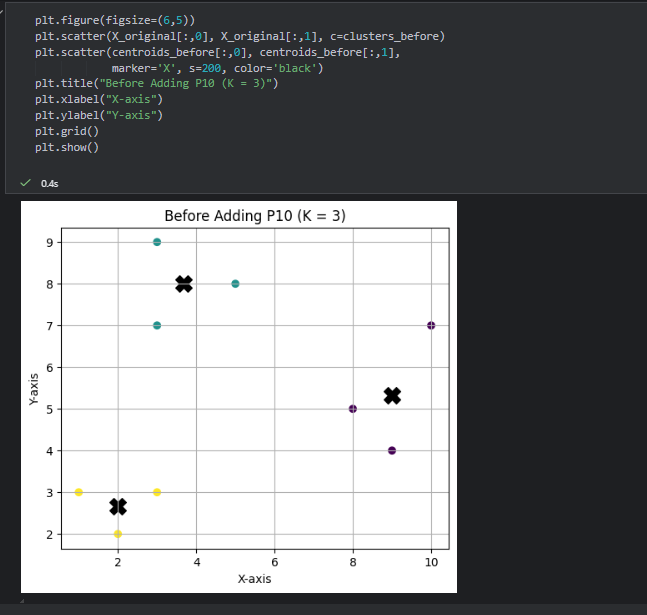 plt.figure(figsize=(6,5))
plt.scatter(X_original[:,0], X_original[:,1], c=clusters_before)
plt.scatter(centroids_before[:,0], centroids_before[:,1],
            marker='X', s=200, color='black')
plt.title("Before Adding P10 (K = 3)")
plt.xlabel("X-axis")
plt.ylabel("Y-axis")
plt.grid()
plt.show()
0.4s
Before Adding P10 (K = 3)
9
8
7
6
5
4
3
2
Y-axis
2 4 6 8 10
X-axis